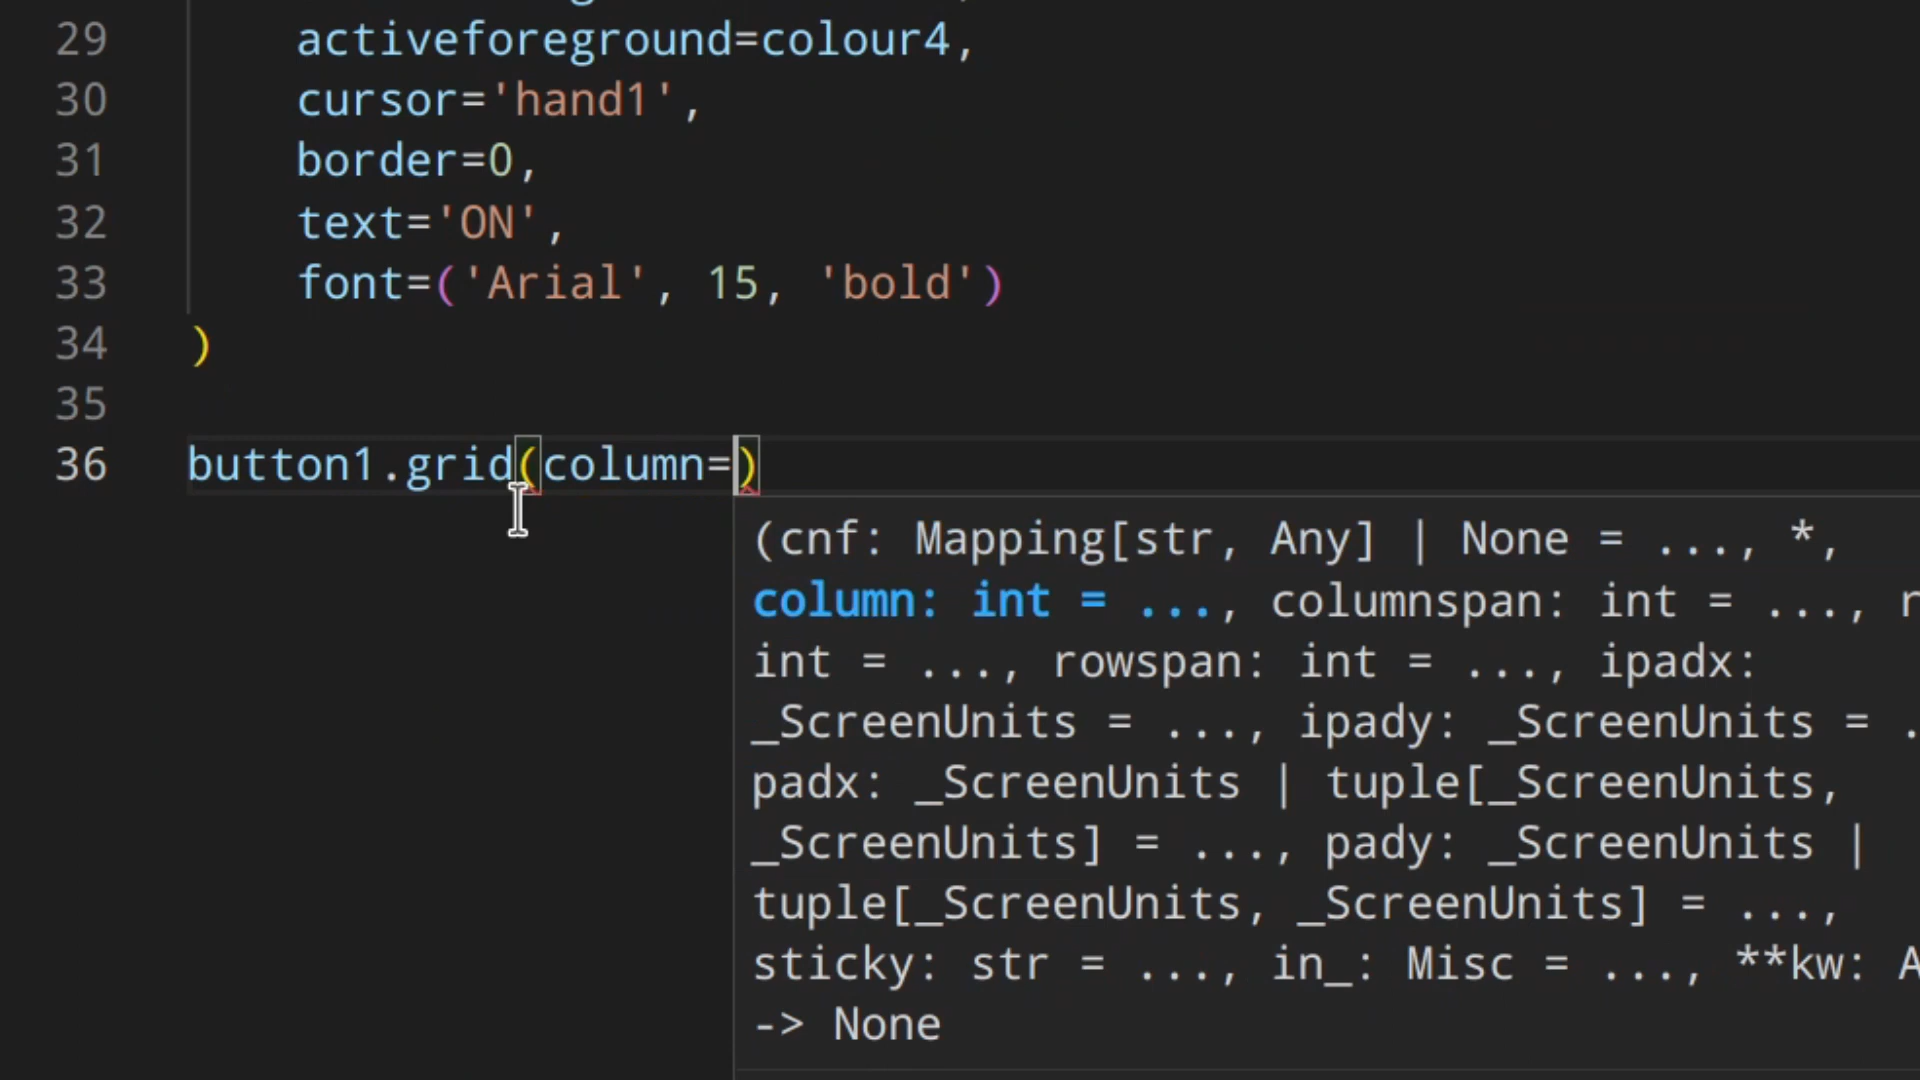 29 activeforeground=colour4,
30 cursor='hand1',
31 border=0,
32 text='ON',
33 font=('Arial', 15, 'bold')
34 )
35
36 button1.grid(column=)
(cnf: Mapping[str, Any] | None = ..., *,
column: int = ..., columnspan: int = ...,
int = ..., rowspan: int = ..., ipadx:
_ScreenUnits = ..., ipady: _ScreenUnits =
padx: _ScreenUnits | tuple[_ScreenUnits,
_ScreenUnits] = ..., pady: _ScreenUnits |
tuple[_ScreenUnits, _ScreenUnits] = ...,
sticky: str = ..., in_: Misc = ..., **kw:
-> None